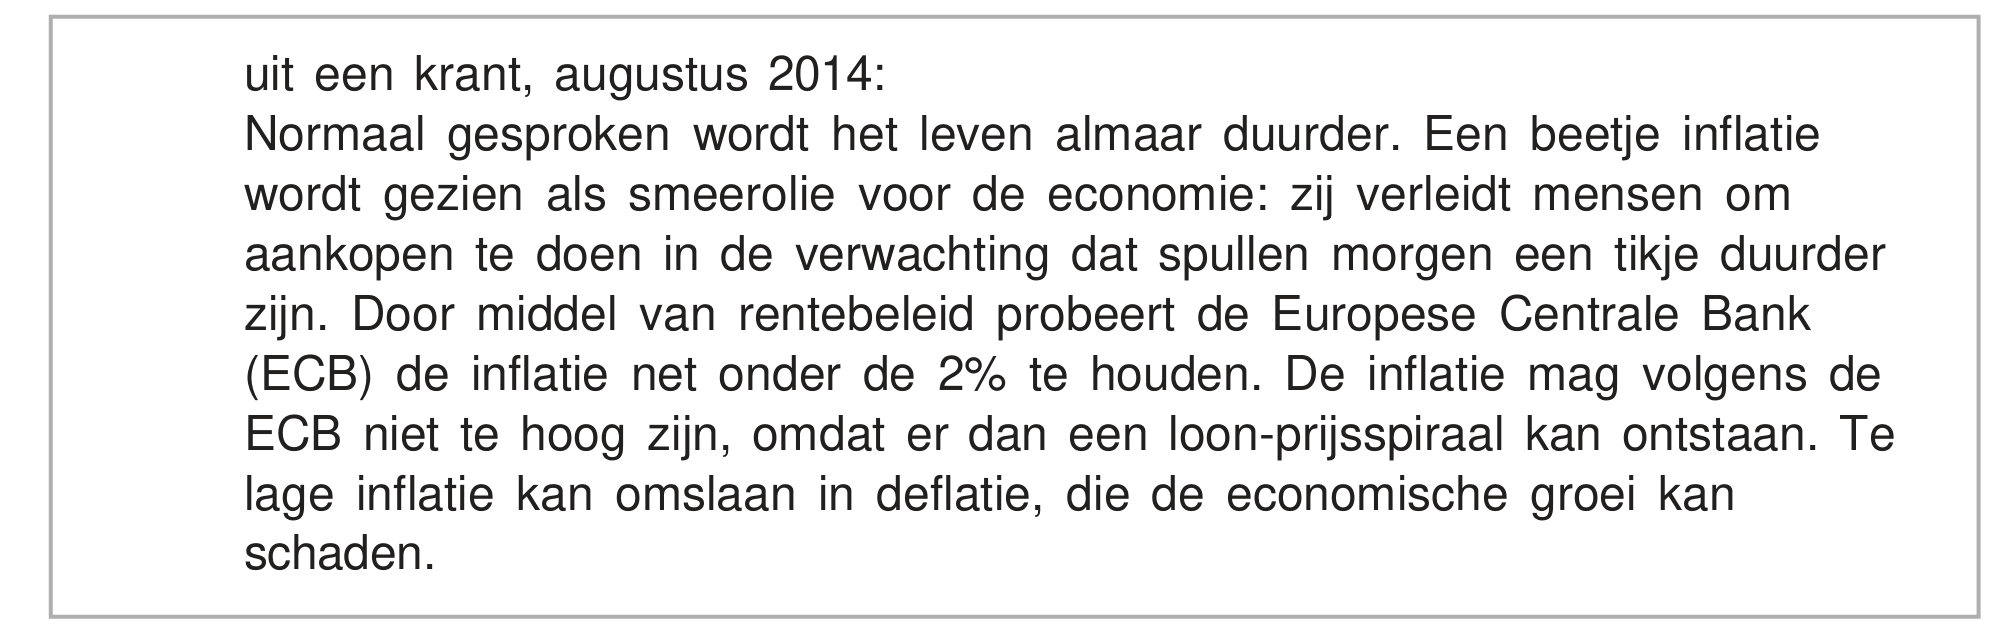 uit een krant, augustus 2014:
Normaal gesproken wordt het leven almaar duurder. Een beetje inflatie
wordt gezien als smeerolie voor de economie: zij verleidt mensen om
aankopen te doen in de verwachting dat spullen morgen een tikje duurder
zijn. Door middel van rentebeleid probeert de Europese Centrale Bank
(ECB) de inflatie net onder de 2% te houden. De inflatie mag volgens de
ECB niet te hoog zijn, omdat er dan een loon-prijsspiraal kan ontstaan. Te
lage inflatie kan omslaan in deflatie, die de economische groei kan
schaden.